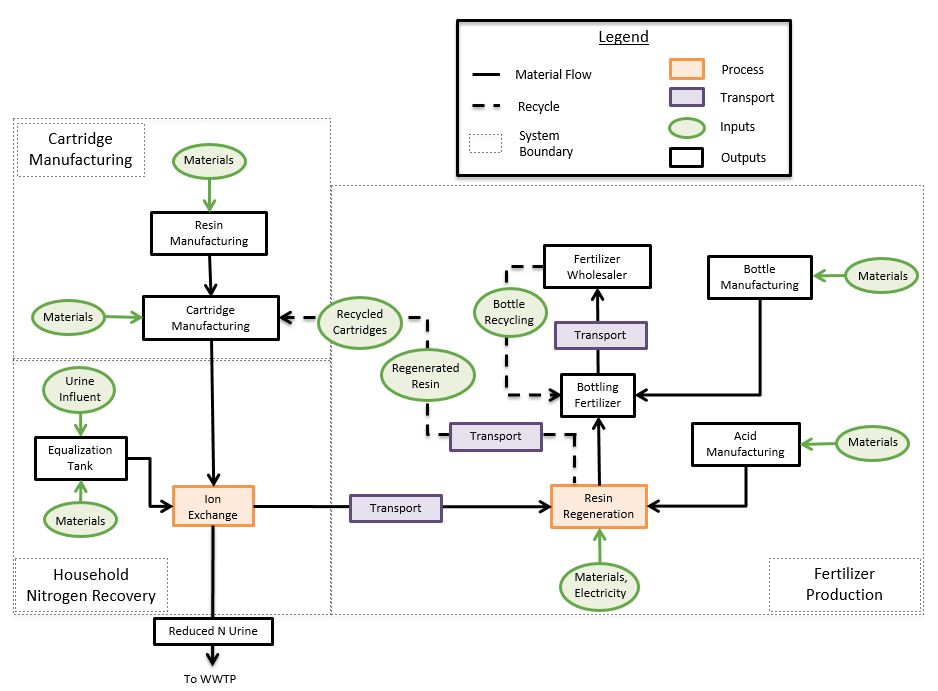 Legend
Material Flow
Recycle
System
Boundary
Process
Transport
Inputs
Outputs
Cartridge
Manufacturing
Materials
Resin
Manufacturing
Materials
Cartridge
Manufacturing
Recycled
Cartridges
Regenerated
Resin
Transport
Fertilizer
Wholesaler
Bottle
Recycling
Transport
Bottling
Fertilizer
Bottle
Manufacturing
Materials
Acid
Manufacturing
Materials
Urine
Influent
Equalization
Tank
Materials
Ion
Exchange
Transport
Resin
Regeneration
Materials,
Electricity
Household
Nitrogen Recovery
Fertilizer
Production
Reduced N Urine
To WWTP